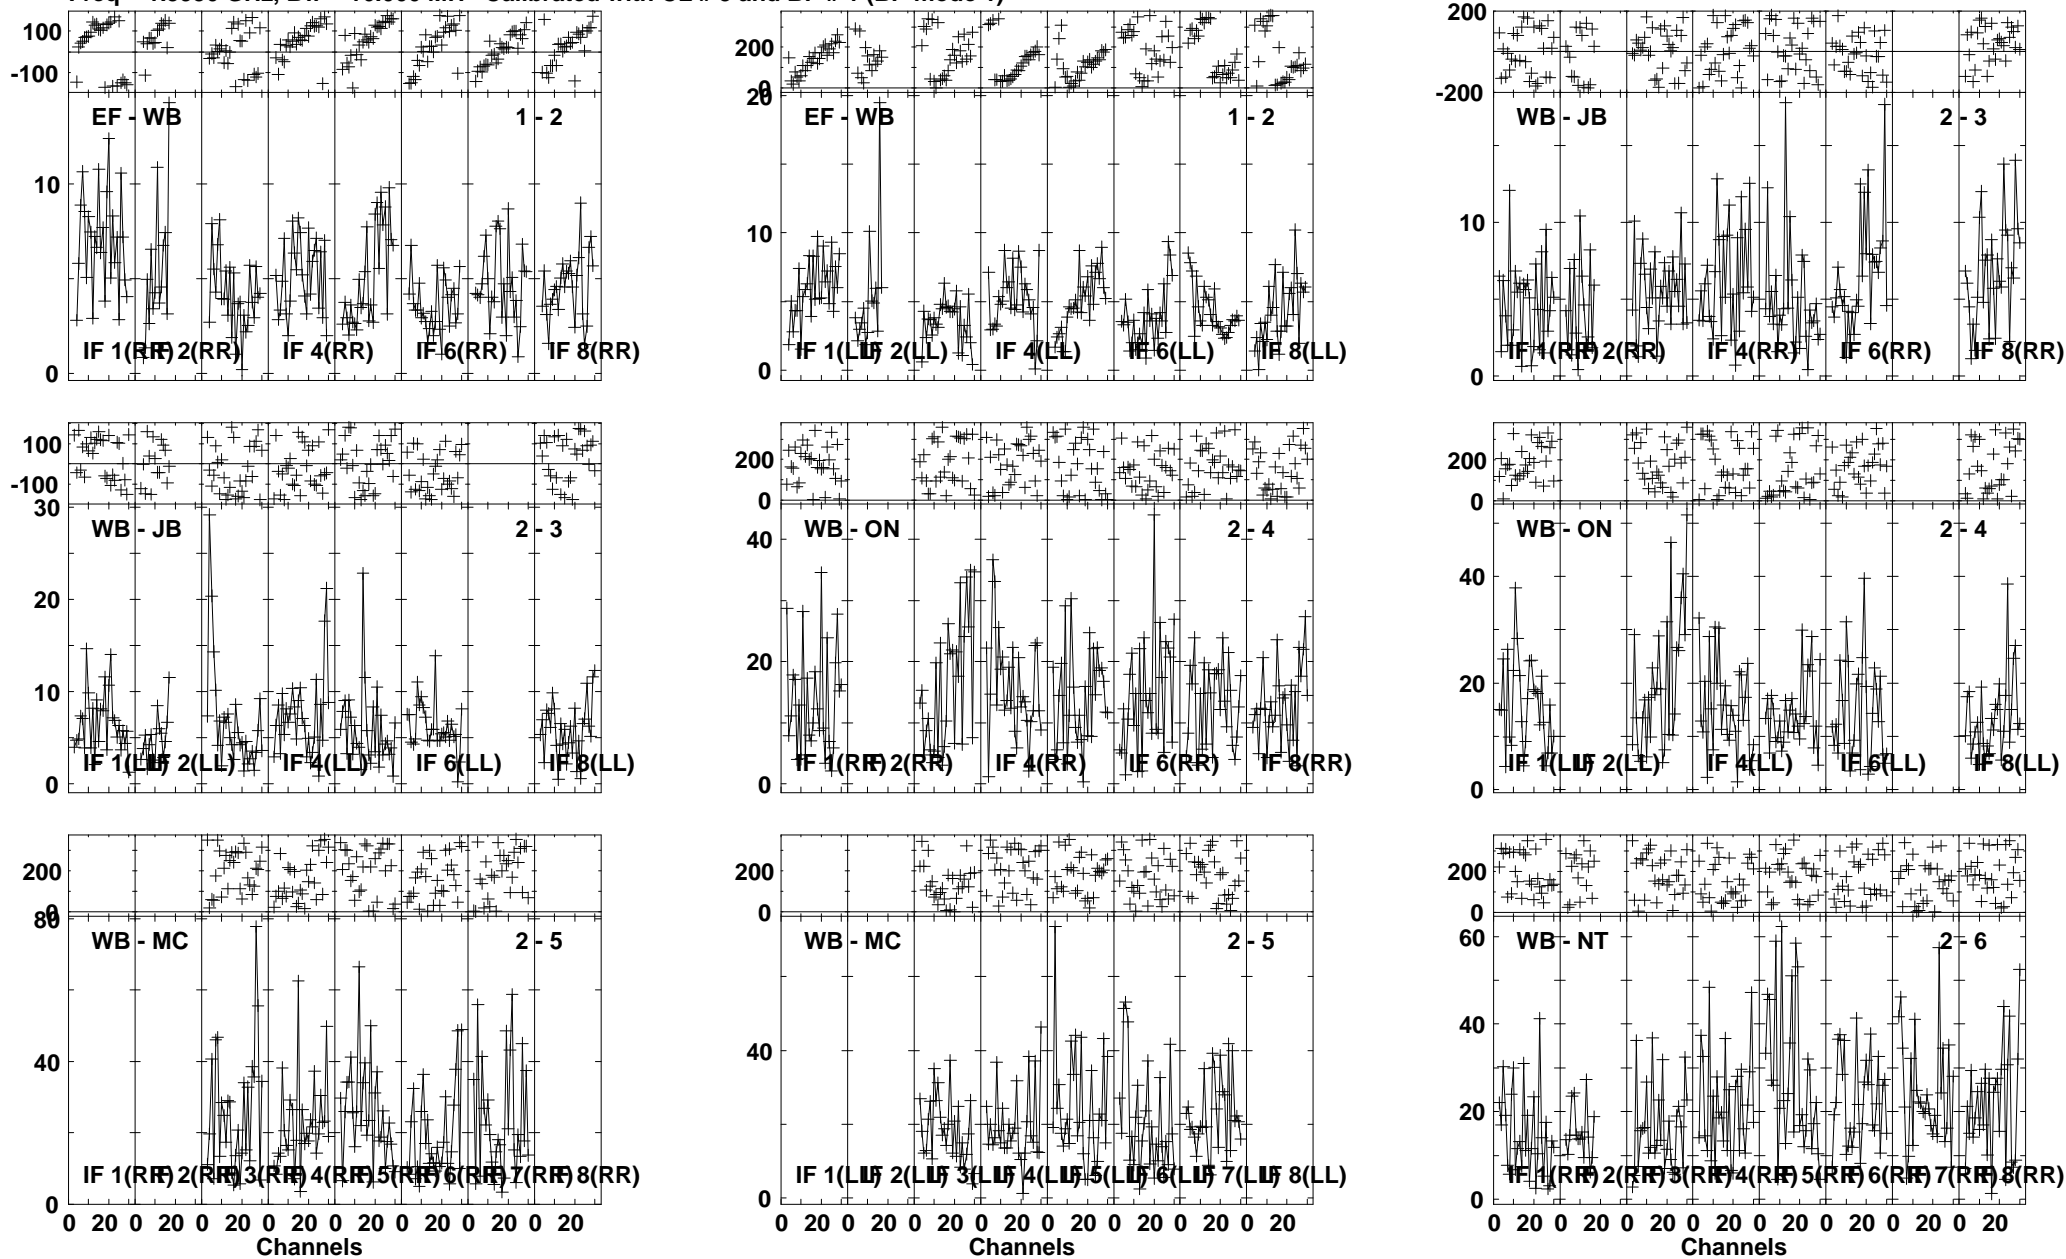 100
-100
EF - WB 1 - 2
10
0
IF 1(RR) IF 2(RR) IF 4(RR) IF 6(RR) IF 8(RR)
200
0
20
EF - WB 1 - 2
10
0
IF 1(LL) IF 2(LL) IF 4(LL) IF 6(LL) IF 8(LL)
200
-200
WB - JB 2 - 3
10
0
IF 1(RR) IF 2(RR) IF 4(RR) IF 6(RR) IF 8(RR)
100
-100
30
WB - JB 2 - 3
20
10
0
IF 1(LL) IF 2(LL) IF 4(LL) IF 6(LL) IF 8(LL)
200
0
WB - ON 2 - 4
40
20
0
IF 1(RR) IF 2(RR) IF 4(RR) IF 6(RR) IF 8(RR)
200
0
WB - ON 2 - 4
40
20
0
IF 1(LL) IF 2(LL) IF 4(LL) IF 6(LL) IF 8(LL)
200
0
80
WB - MC 2 - 5
40
0
IF 1(RR) IF 2(RR) IF 3(RR) IF 4(RR) IF 5(RR) IF 6(RR) IF 7(RR) IF 8(RR)
0 20 0 20 0 20 0 20 0 20 0 20 0 20 0 20
Channels
200
0
WB - MC 2 - 5
40
0
IF 1(LL) IF 2(LL) IF 3(LL) IF 4(LL) IF 5(LL) IF 6(LL) IF 7(LL) IF 8(LL)
0 20 0 20 0 20 0 20 0 20 0 20 0 20 0 20
Channels
200
0
WB - NT 2 - 6
60
40
20
0
IF 1(RR) IF 2(RR) IF 3(RR) IF 4(RR) IF 5(RR) IF 6(RR) IF 7(RR) IF 8(RR)
0 20 0 20 0 20 0 20 0 20 0 20 0 20 0 20
Channels